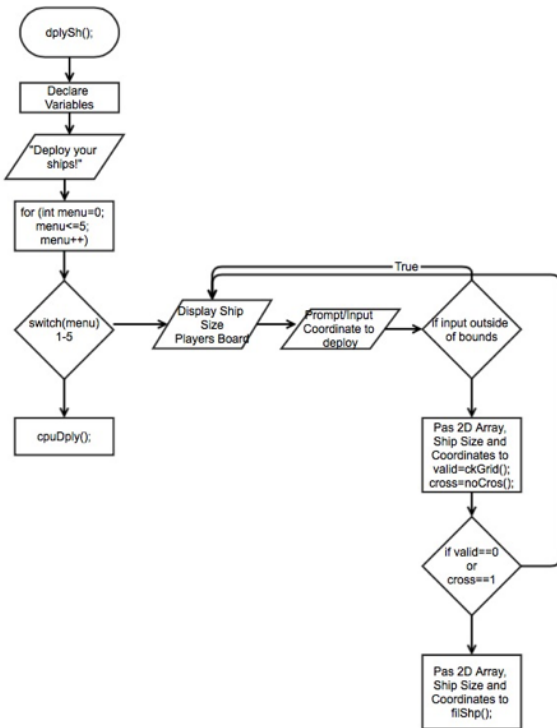 dplySh();
Declare
Variables
"Deploy your
ships!"
for (int menu=0;
menu<=5;
menu++)
switch(menu)
1-5
cpuDply();
Display Ship
Size
Players Board
Prompt/Input
Coordinate to
deploy
True
If input outside
of bounds
Pas 2D Array,
Ship Size and
Coordinates to
valid=ckGrid();
cross=noCros();
if valid==0
or
cross==1
Pas 2D Array,
Ship Size and
Coordinates to
filShp();